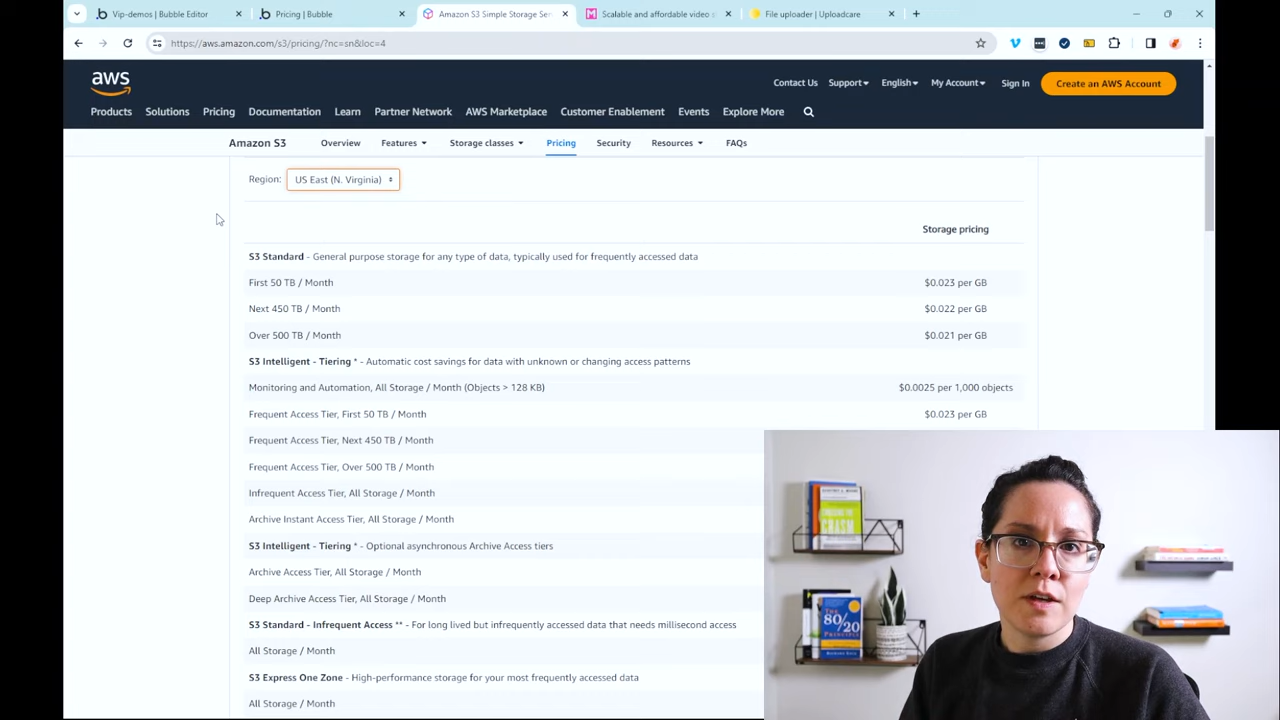 Vip-demos | Bubble Editor
Pricing | Bubble
Amazon S3 Simple Storage Ser
Scalable and affordable video s
File uploader | Uploadcare
https://aws.amazon.com/s3/pricing/?nc=sn&loc=4
aws
Contact Us Support English My Account Sign In Create an AWS Account
Products Solutions Pricing Documentation Learn Partner Network AWS Marketplace Customer Enablement Events Explore More
Amazon S3 Overview Features Storage classes Pricing Security Resources FAQs
Region: US East (N. Virginia)
Storage pricing
S3 Standard - General purpose storage for any type of data, typically used for frequently accessed data
First 50 TB / Month $0.023 per GB
Next 450 TB / Month $0.022 per GB
Over 500 TB / Month $0.021 per GB
S3 Intelligent - Tiering * - Automatic cost savings for data with unknown or changing access patterns
Monitoring and Automation, All Storage / Month (Objects > 128 KB) $0.0025 per 1,000 objects
Frequent Access Tier, First 50 TB / Month $0.023 per GB
Frequent Access Tier, Next 450 TB / Month
Frequent Access Tier, Over 500 TB / Month
Infrequent Access Tier, All Storage / Month
Archive Instant Access Tier, All Storage / Month
S3 Intelligent - Tiering * - Optional asynchronous Archive Access tiers
Archive Access Tier, All Storage / Month
Deep Archive Access Tier, All Storage / Month
S3 Standard - Infrequent Access ** - For long lived but infrequently accessed data that needs millisecond access
All Storage / Month
S3 Express One Zone - High-performance storage for your most frequently accessed data
All Storage / Month
CRASH
THE
80/20
PRINCIPLE